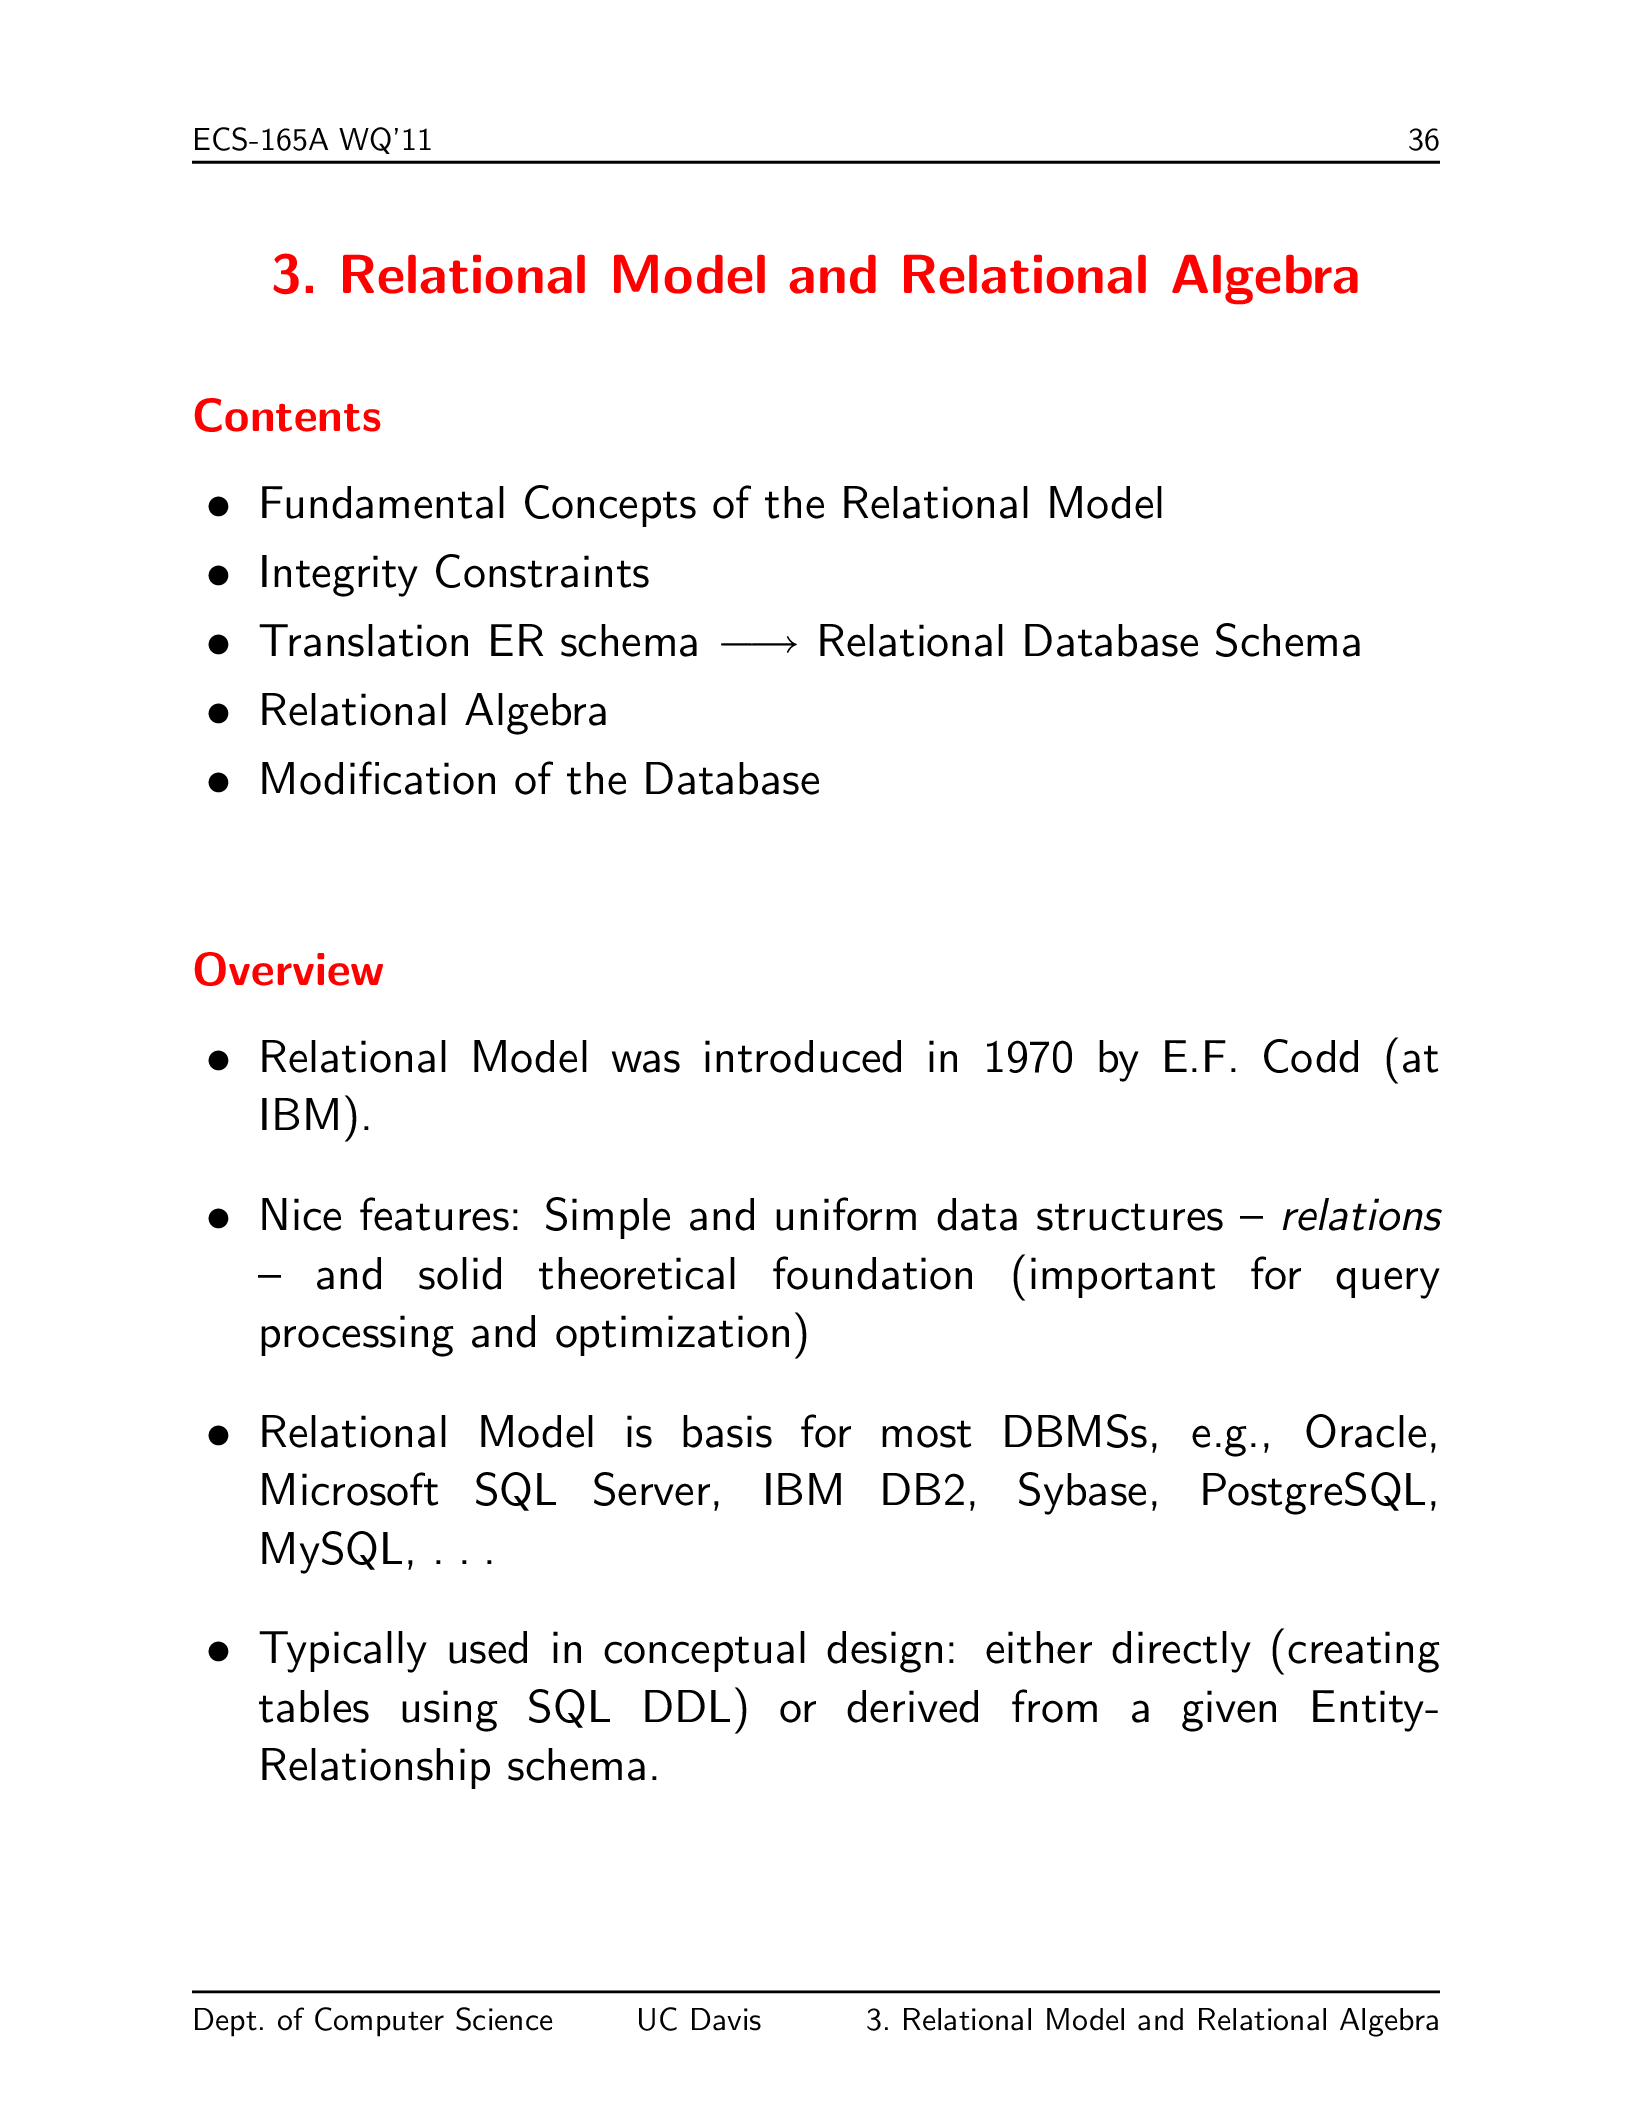 ECS-165A WQ'11 36
3. Relational Model and Relational Algebra
Contents
• Fundamental Concepts of the Relational Model
• Integrity Constraints
• Translation ER schema ⟶ Relational Database Schema
• Relational Algebra
• Modification of the Database
Overview
• Relational Model was introduced in 1970 by E.F. Codd (at
IBM).
• Nice features: Simple and uniform data structures – relations
– and solid theoretical foundation (important for query
processing and optimization)
• Relational Model is basis for most DBMSs, e.g., Oracle,
Microsoft SQL Server, IBM DB2, Sybase, PostgreSQL,
MySQL, . . .
• Typically used in conceptual design: either directly (creating
tables using SQL DDL) or derived from a given Entity-
Relationship schema.
Dept. of Computer Science UC Davis 3. Relational Model and Relational Algebra